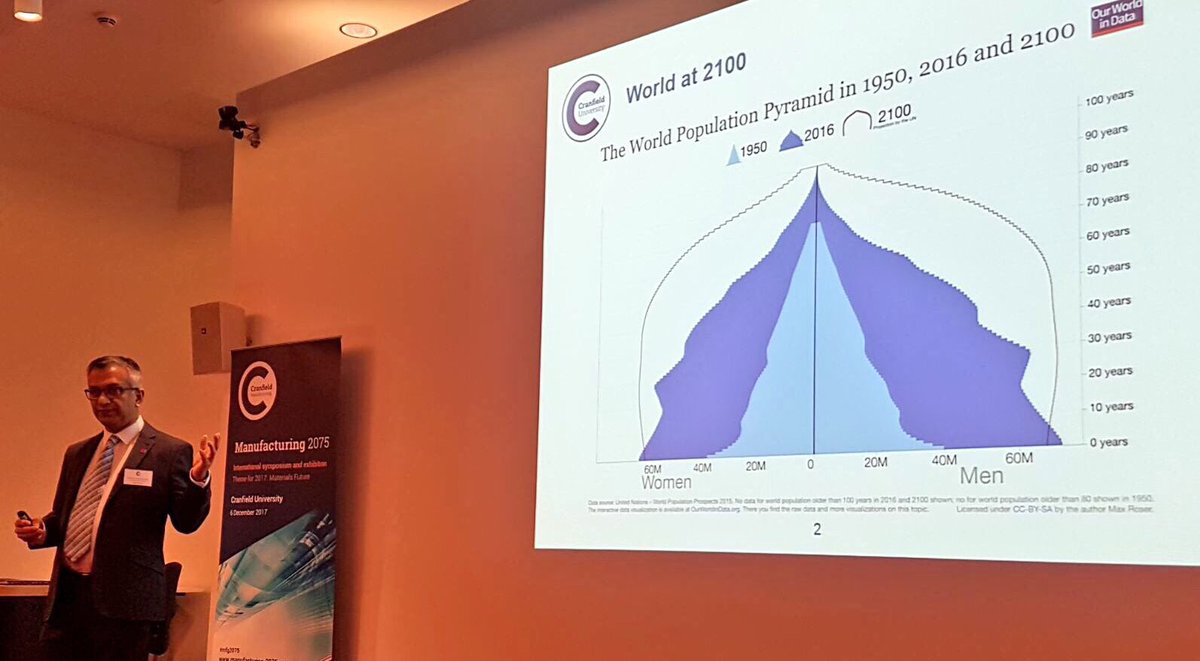 Our World
in Data
Cranfield
University
World at 2100
The World Population Pyramid in 1950, 2016 and 2100
1950
2016
2100
100 years
90 years
80 years
70 years
60 years
50 years
40 years
30 years
20 years
10 years
0 years
60M
40M
20M
0
20M
40M
60M
Women
Men
Data source: United Nations – World Population Prospects 2015. No data for world population older than 100 years in 2016 and 2100 shown; no for world population older than 80 shown in 1950.
The interactive data visualization is available at OurWorldInData.org. There you find the raw data and more visualizations on this topic.
Licensed under CC-BY-SA by the author Max Roser.
2
Cranfield
Manufacturing 2075
International symposium and exhibition
Theme for 2017: Materials Future
Cranfield University
6 December 2017
#mfg2075